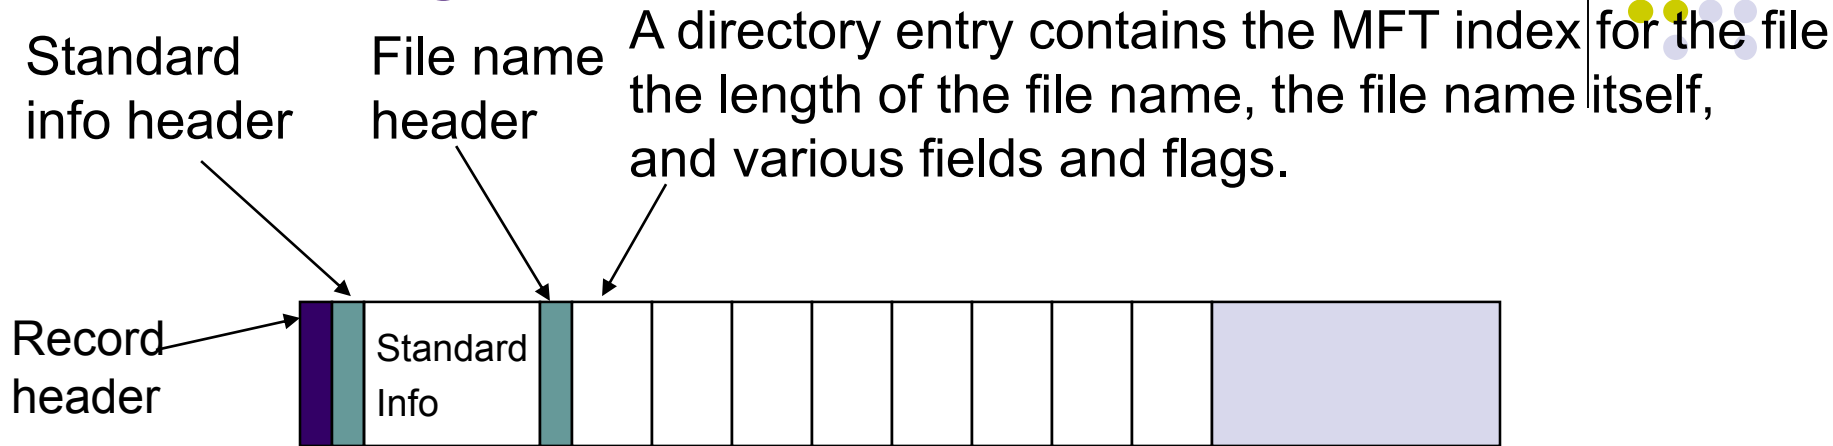 Standard
info header
File name
header
A directory entry contains the MFT index for the file
the length of the file name, the file name itself,
and various fields and flags.
Record
header
Standard
Info